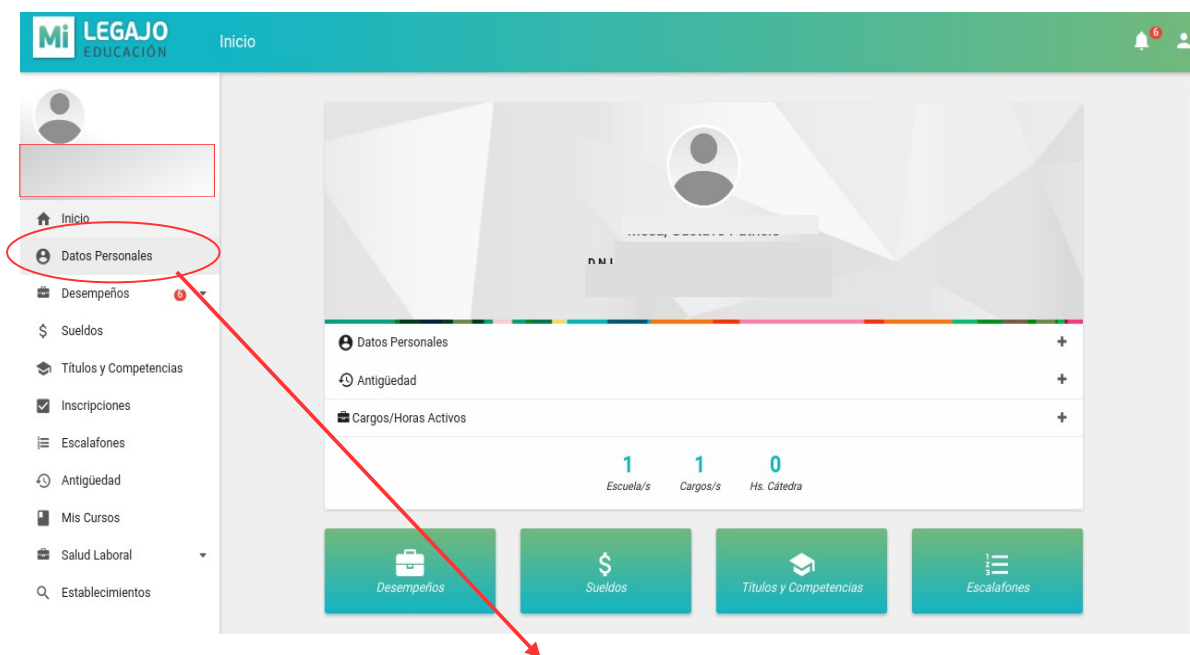 Mi LEGAJO
EDUCACIÓN
Inicio
6
Inicio
Datos Personales
Desempeños 6
Sueldos
Títulos y Competencias
Inscripciones
Escalafones
Antigüedad
Mis Cursos
Salud Laboral
Establecimientos
DNI
Datos Personales +
Antigüedad +
Cargos/Horas Activos +
1 1 0
Escuela/s Cargos/s Hs. Cátedra
Desempeños
Sueldos
Títulos y Competencias
Escalafones